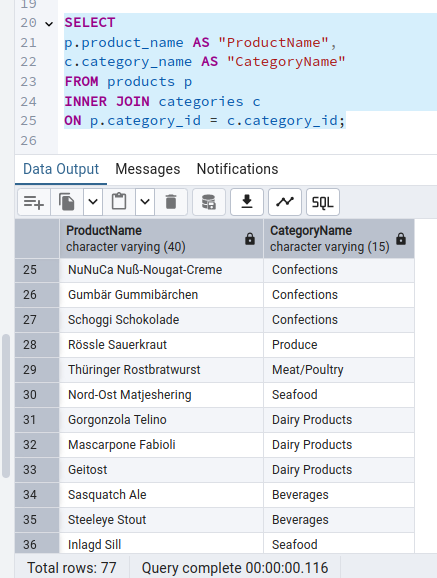 19
20 SELECT
21 p.product_name AS "ProductName",
22 c.category_name AS "CategoryName"
23 FROM products p
24 INNER JOIN categories c
25 ON p.category_id = c.category_id;
26
Data Output Messages Notifications
SQL
ProductName CategoryName
character varying (40) character varying (15)
25 NuNuCa Nuß-Nougat-Creme Confections
26 Gumbär Gummibärchen Confections
27 Schoggi Schokolade Confections
28 Rössle Sauerkraut Produce
29 Thüringer Rostbratwurst Meat/Poultry
30 Nord-Ost Matjeshering Seafood
31 Gorgonzola Telino Dairy Products
32 Mascarpone Fabioli Dairy Products
33 Geitost Dairy Products
34 Sasquatch Ale Beverages
35 Steeleye Stout Beverages
36 Inlagd Sill Seafood
Total rows: 77 Query complete 00:00:00.116